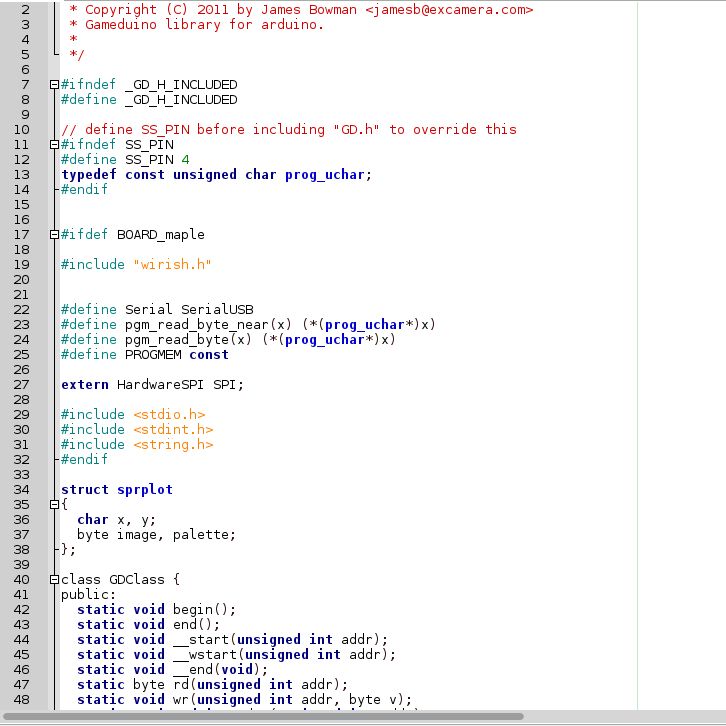 2 * Copyright (C) 2011 by James Bowman <jamesb@excamera.com>
3 * Gameduino library for arduino.
4 *
5 */
6
7 #ifndef _GD_H_INCLUDED
8 #define _GD_H_INCLUDED
9
10 // define SS_PIN before including "GD.h" to override this
11 #ifndef SS_PIN
12 #define SS_PIN 4
13 typedef const unsigned char prog_uchar;
14 #endif
15
16
17 #ifdef BOARD_maple
18
19 #include "wirish.h"
20
21
22 #define Serial SerialUSB
23 #define pgm_read_byte_near(x) (*(prog_uchar*)x)
24 #define pgm_read_byte(x) (*(prog_uchar*)x)
25 #define PROGMEM const
26
27 extern HardwareSPI SPI;
28
29 #include <stdio.h>
30 #include <stdint.h>
31 #include <string.h>
32 #endif
33
34 struct sprplot
35 {
36   char x, y;
37   byte image, palette;
38 };
39
40 class GDClass {
41 public:
42   static void begin();
43   static void end();
44   static void __start(unsigned int addr);
45   static void __wstart(unsigned int addr);
46   static void __end(void);
47   static byte rd(unsigned int addr);
48   static void wr(unsigned int addr, byte v);